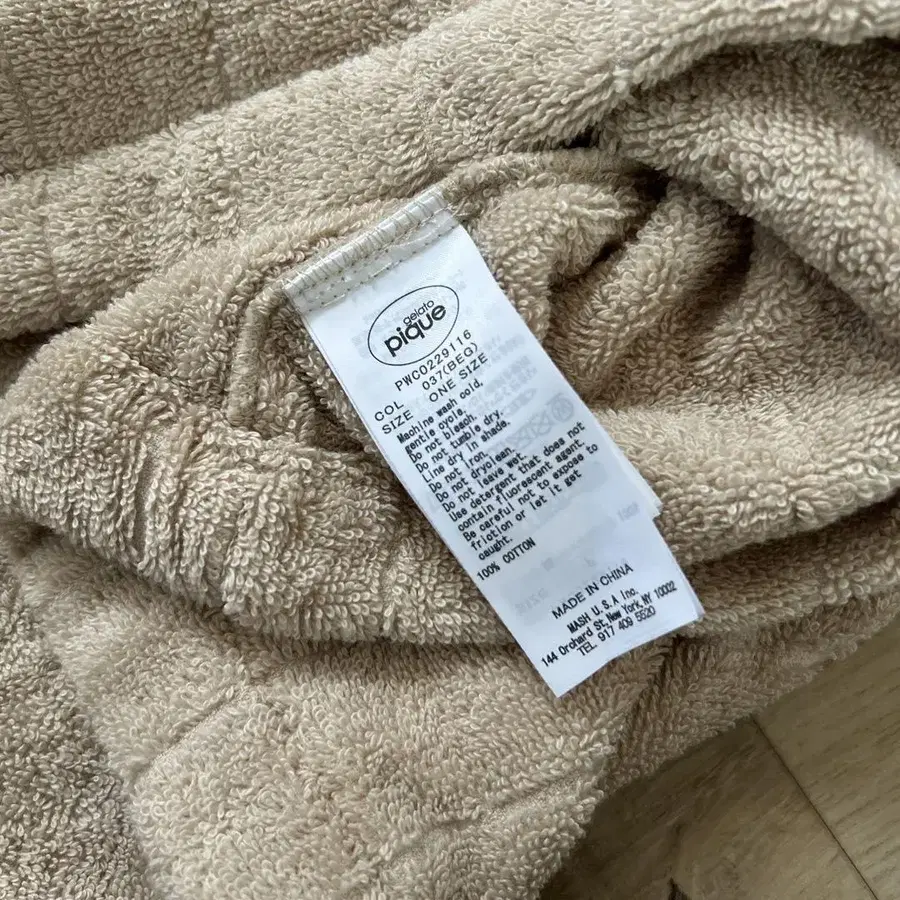 gelato
pique
PWCO229116
COL 037(BEG)
SIZE ONE SIZE
Machine wash cold,
gentle cycle.
Do not bleach.
Do not tumble dry.
Line dry in shade.
Do not iron.
Do not dryclean.
Do not leave wet.
Use detergent that does not
contain fluorescent agent.
Be careful not to expose to
friction or let it get
caught.
100% COTTON
MADE IN CHINA
MASH U.S.A Inc.
144 Orchard St, New York, NY 10002
TEL. 917 409 5520